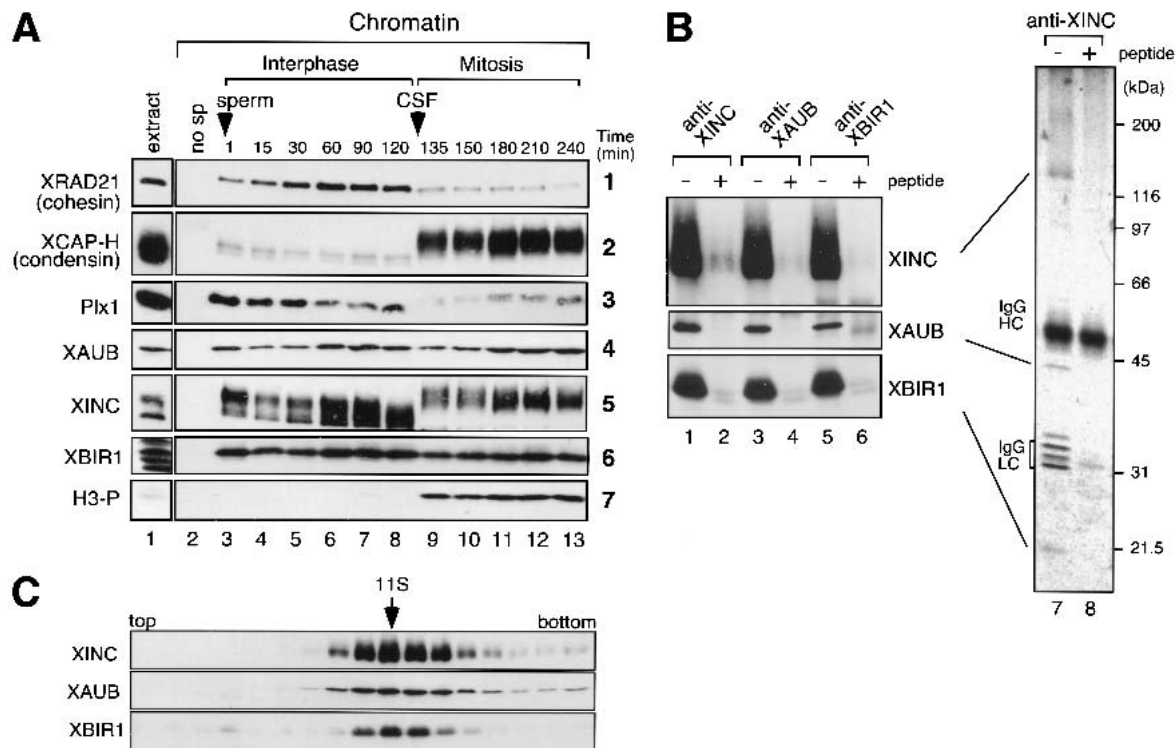 A
Chromatin
Interphase
Mitosis
sperm
CSF
extract
no sp
1 15 30 60 90 120 135 150 180 210 240
Time
(min)
XRAD21
(cohesin)
1
XCAP-H
(condensin)
2
Plx1
3
XAUB
4
XINC
5
XBIR1
6
H3-P
7
1 2 3 4 5 6 7 8 9 10 11 12 13
B
anti-
XINC
anti-
XAUB
anti-
XBIR1
- + - + - + peptide
XINC
XAUB
XBIR1
1 2 3 4 5 6
anti-XINC
- + peptide
(kDa)
200
116
97
66
IgG
HC
45
IgG
LC
31
21.5
7 8
C
11S
top
bottom
XINC
XAUB
XBIR1